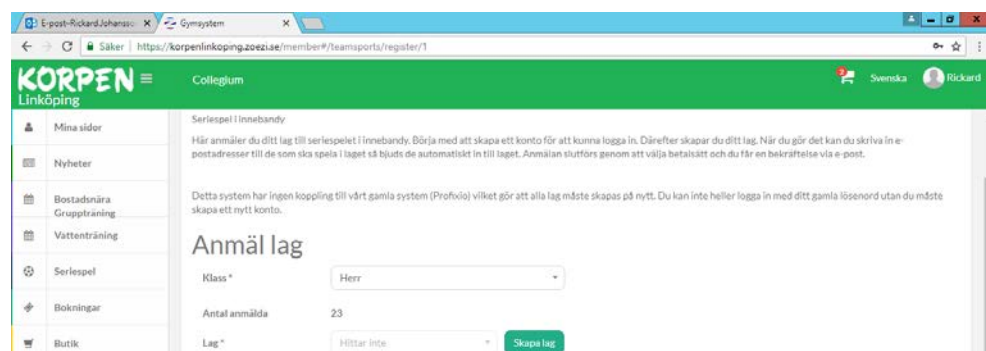 E-post - Rickard.Johansso
Gymsystem
Säker | https://korpenlinkoping.zoezi.se/member#/teamsports/register/1
KORPEN
Linköping
Collegium
Svenska
Rickard
Mina sidor
Nyheter
Bostadsnära
Gruppträning
Vattenträning
Seriespel
Bokningar
Butik
Seriespel i innebandy
Här anmäler du ditt lag till seriespelet i innebandy. Börja med att skapa ett konto för att kunna logga in. Därefter skapar du ditt lag. När du gör det kan du skriva in e-
postadresser till de som ska spela i laget så bjuds de automatiskt in till laget. Anmälan slutförs genom att välja betalsätt och du får en bekräftelse via e-post.
Detta system har ingen koppling till vårt gamla system (Profixio) vilket gör att alla lag måste skapas på nytt. Du kan inte heller logga in med ditt gamla lösenord utan du måste
skapa ett nytt konto.
Anmäl lag
Klass *
Herr
Antal anmälda
23
Lag *
Hittar inte
Skapa lag